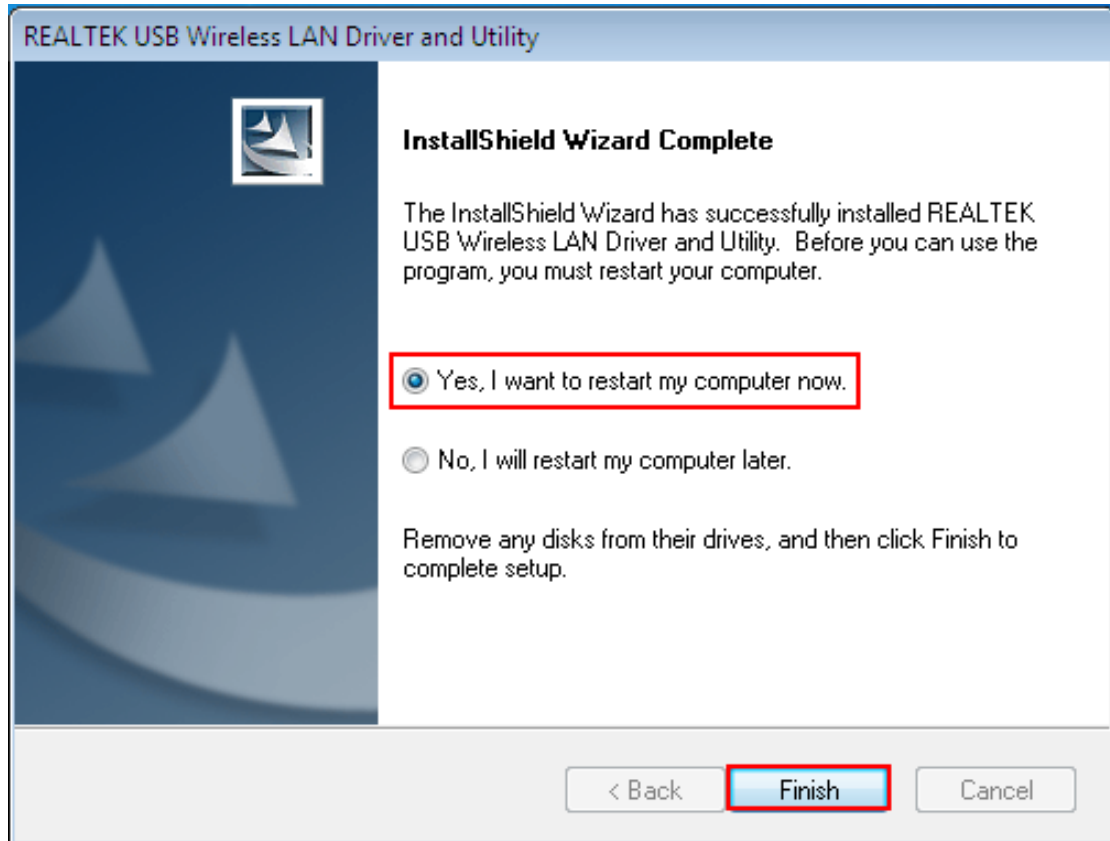 REALTEK USB Wireless LAN Driver and Utility
InstallShield Wizard Complete
The InstallShield Wizard has successfully installed REALTEK
USB Wireless LAN Driver and Utility.  Before you can use the
program, you must restart your computer.
Yes, I want to restart my computer now.
No, I will restart my computer later.
Remove any disks from their drives, and then click Finish to
complete setup.
< Back Finish Cancel